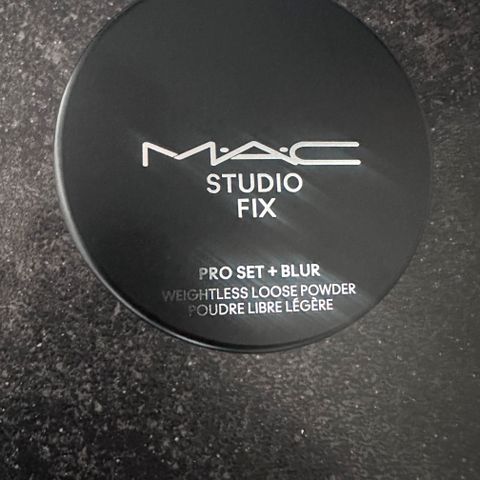 M·A·C
STUDIO
FIX
PRO SET + BLUR
WEIGHTLESS LOOSE POWDER
POUDRE LIBRE LÉGÈRE